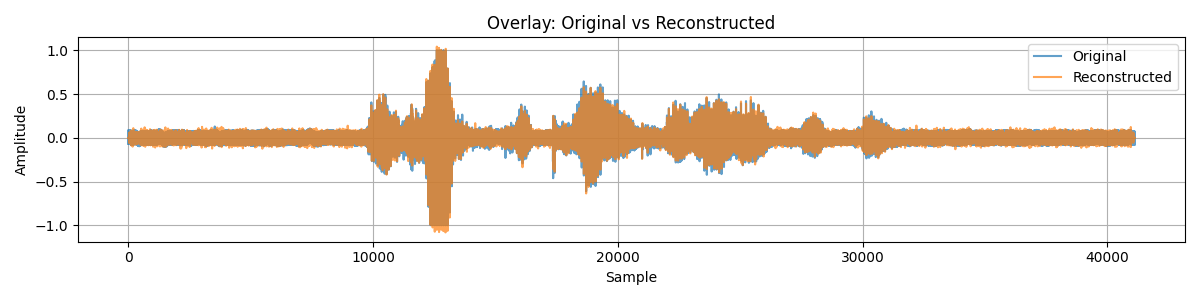 Overlay: Original vs Reconstructed
Original
Reconstructed
Amplitude
1.0
0.5
0.0
−0.5
−1.0
0
10000
20000
30000
40000
Sample